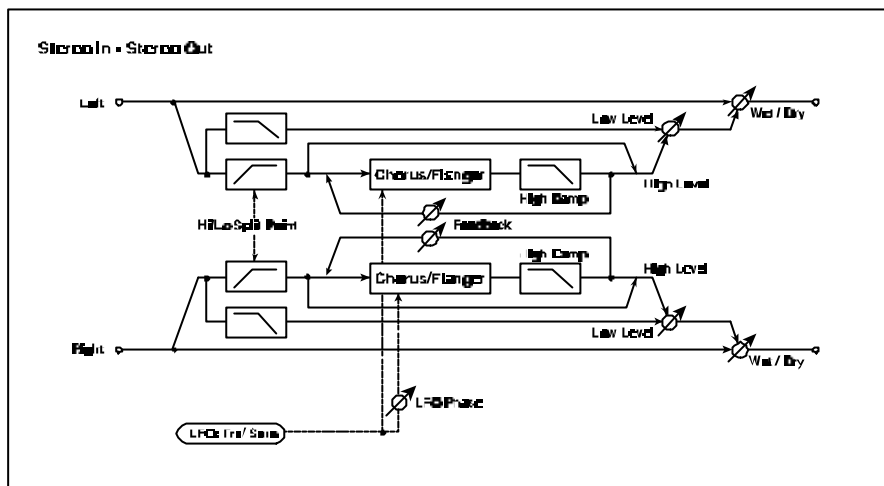 Stereo In - Stereo Out
Left
Low Level
Wet / Dry
Chorus/Flanger
High Damp
High Level
Hi/Lo Split Point
Feedback
High Damp
High Level
Chorus/Flanger
Low Level
Right
Wet / Dry
LFO Phase
LFO: Tri / Sine